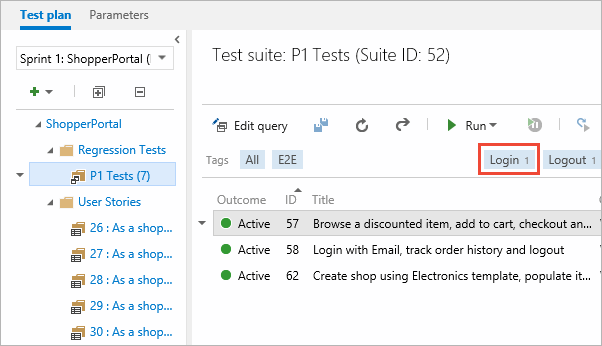 Test plan Parameters
Sprint 1: ShopperPortal (
ShopperPortal
Regression Tests
P1 Tests (7)
User Stories
26 : As a shop...
27 : As a shop...
28 : As a shop...
29 : As a shop...
30 : As a shop...
Test suite: P1 Tests (Suite ID: 52)
Edit query Run
Tags All E2E Login 1 Logout 1
Outcome ID Title
Active 57 Browse a discounted item, add to cart, checkout an...
Active 58 Login with Email, track order history and logout
Active 62 Create shop using Electronics template, populate it...